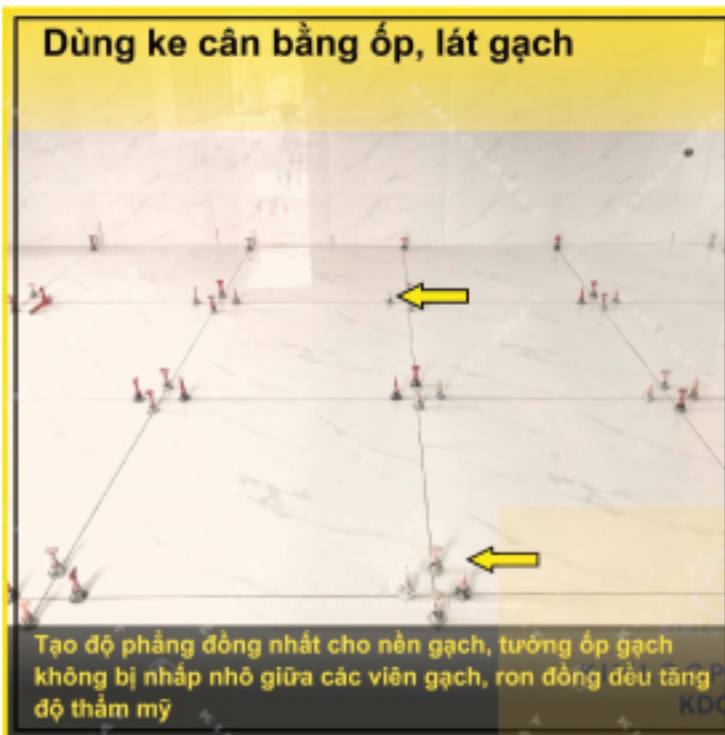 Dùng ke cân bằng ốp, lát gạch
Tạo độ phẳng đồng nhất cho nền gạch, tường ốp gạch
không bị nhấp nhô giữa các viên gạch, ron đồng đều tăng
độ thẩm mỹ